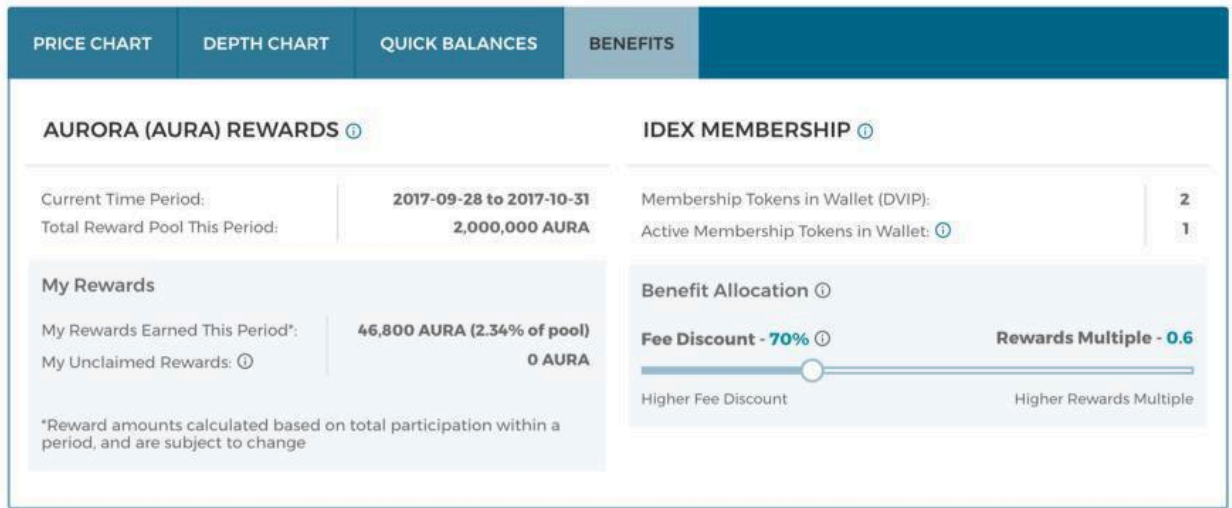 PRICE CHART DEPTH CHART QUICK BALANCES BENEFITS
AURORA (AURA) REWARDS
Current Time Period: 2017-09-28 to 2017-10-31
Total Reward Pool This Period: 2,000,000 AURA
My Rewards
My Rewards Earned This Period*: 46,800 AURA (2.34% of pool)
My Unclaimed Rewards: 0 AURA
*Reward amounts calculated based on total participation within a
period, and are subject to change
IDEX MEMBERSHIP
Membership Tokens in Wallet (DVIP): 2
Active Membership Tokens in Wallet: 1
Benefit Allocation
Fee Discount - 70% Rewards Multiple - 0.6
Higher Fee Discount Higher Rewards Multiple